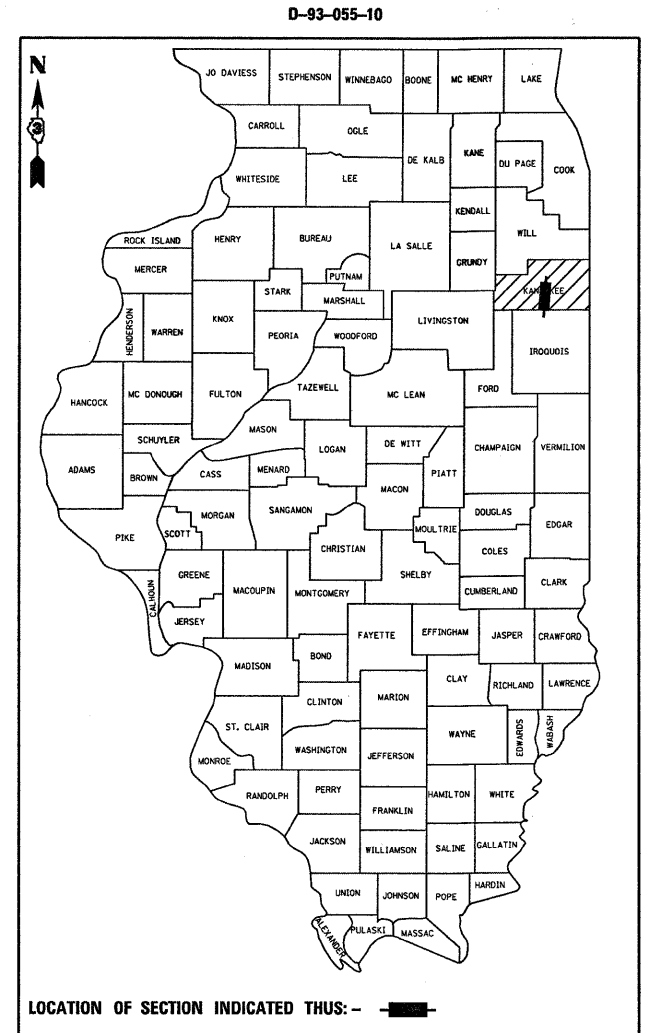 D-93-055-10
N
3
JO DAVIESS
STEPHENSON
WINNEBAGO
BOONE
MC HENRY
LAKE
CARROLL
OGLE
DE KALB
KANE
DU PAGE
COOK
WHITESIDE
LEE
KENDALL
ROCK ISLAND
HENRY
BUREAU
LA SALLE
WILL
GRUNDY
MERCER
PUTNAM
STARK
MARSHALL
KANKAKEE
HENDERSON
WARREN
KNOX
PEORIA
WOODFORD
LIVINGSTON
IROQUOIS
HANCOCK
MC DONOUGH
FULTON
TAZEWELL
MC LEAN
FORD
MASON
SCHUYLER
LOGAN
DE WITT
CHAMPAIGN
VERMILION
ADAMS
BROWN
CASS
MENARD
PIATT
MACON
MORGAN
SANGAMON
DOUGLAS
EDGAR
PIKE
SCOTT
CHRISTIAN
MOULTRIE
COLES
GREENE
MACOUPIN
MONTGOMERY
SHELBY
CUMBERLAND
CLARK
CALHOUN
JERSEY
FAYETTE
EFFINGHAM
JASPER
CRAWFORD
MADISON
BOND
CLAY
RICHLAND
LAWRENCE
CLINTON
MARION
ST. CLAIR
WAYNE
EDWARDS
WABASH
WASHINGTON
JEFFERSON
MONROE
RANDOLPH
PERRY
HAMILTON
WHITE
FRANKLIN
JACKSON
WILLIAMSON
SALINE
GALLATIN
UNION
JOHNSON
POPE
HARDIN
ALEXANDER
PULASKI
MASSAC
LOCATION OF SECTION INDICATED THUS: -